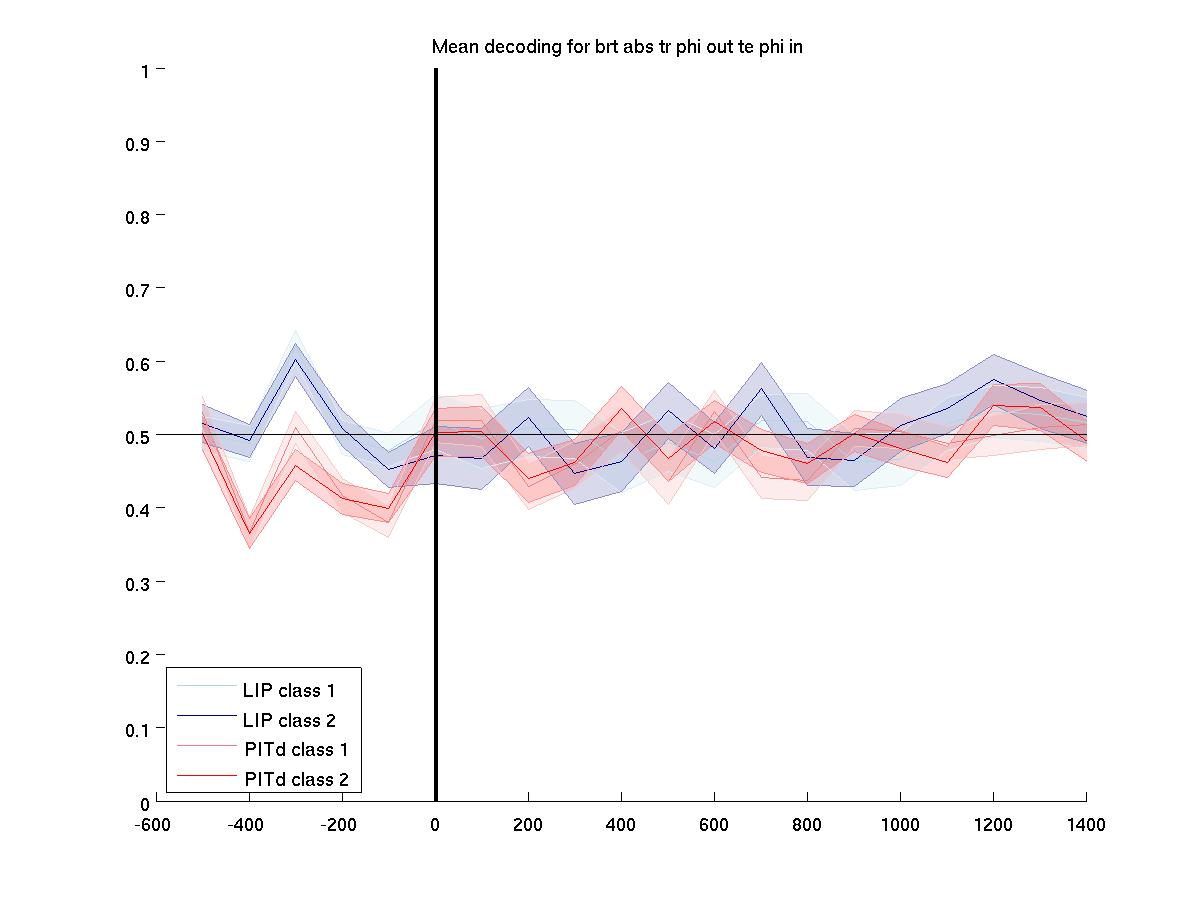 Mean decoding for brt abs tr phi out te phi in
1
0.9
0.8
0.7
0.6
0.5
0.4
0.3
0.2
0.1
0
LIP class 1
LIP class 2
PITd class 1
PITd class 2
-600 -400 -200 0 200 400 600 800 1000 1200 1400